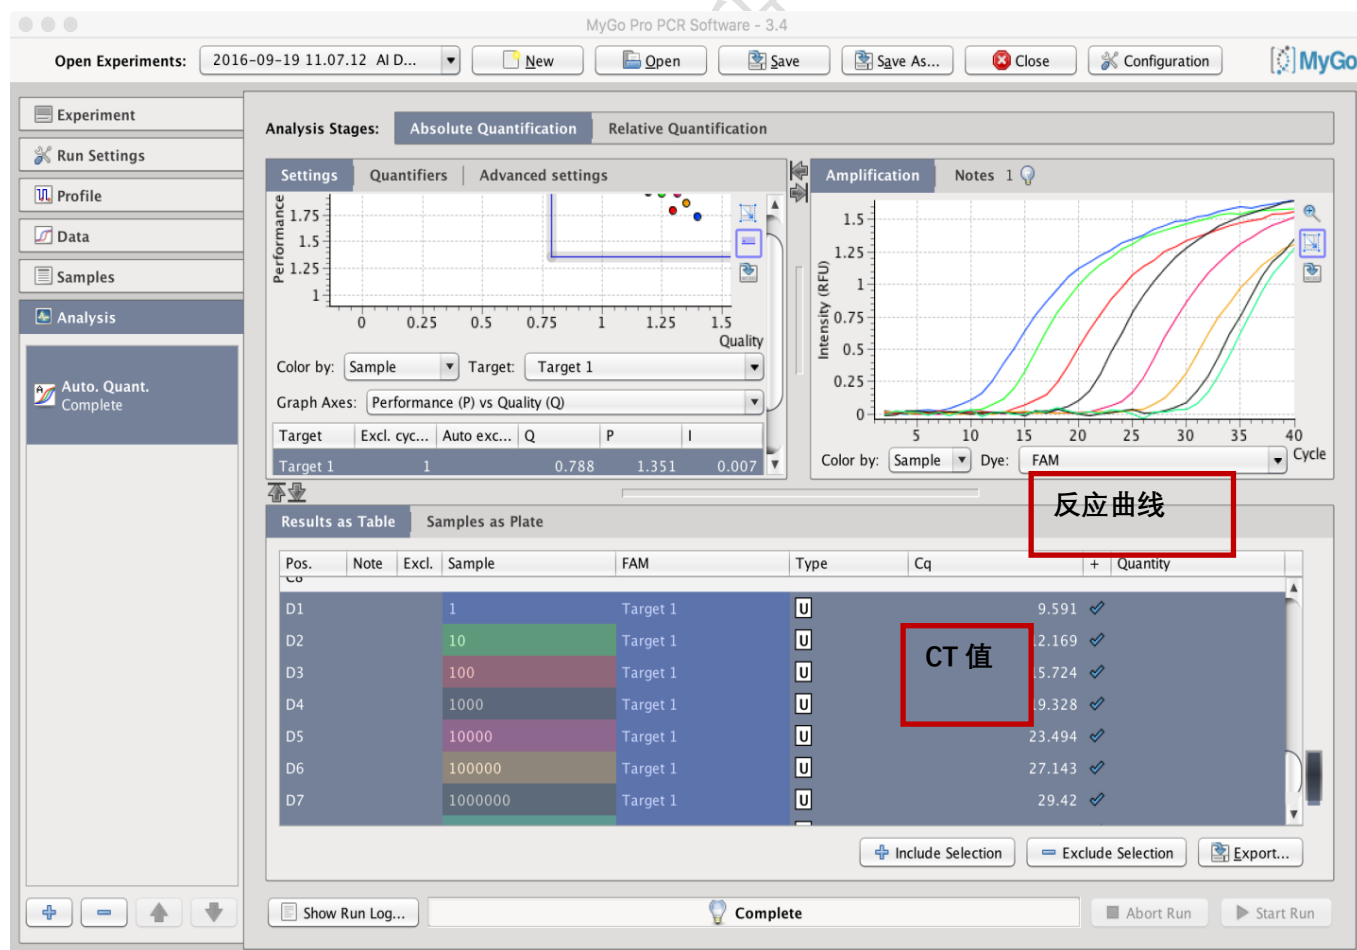 MyGo Pro PCR Software - 3.4
Open Experiments: 2016-09-19 11.07.12 AI D... New Open Save Save As... Close Configuration MyGo
Experiment
Run Settings
Profile
Data
Samples
Analysis
Auto. Quant.
Complete
Analysis Stages: Absolute Quantification Relative Quantification
Settings Quantifiers Advanced settings
Performance
1.75
1.5
1.25
1
0 0.25 0.5 0.75 1 1.25 1.5
Quality
Color by: Sample Target: Target 1
Graph Axes: Performance (P) vs Quality (Q)
Target Excl. cyc... Auto exc... Q P I
Target 1 1 0.788 1.351 0.007
Amplification Notes 1
Intensity (RFU)
1.5
1.25
1
0.75
0.5
0.25
0
5 10 15 20 25 30 35 40
Cycle
Color by: Sample Dye: FAM
反应曲线
Results as Table Samples as Plate
Pos. Note Excl. Sample FAM Type Cq + Quantity
D1 1 Target 1 U 9.591
D2 10 Target 1 U 12.169
D3 100 Target 1 U 15.724
D4 1000 Target 1 U 19.328
D5 10000 Target 1 U 23.494
D6 100000 Target 1 U 27.143
D7 1000000 Target 1 U 29.42
CT 值
Include Selection Exclude Selection Export...
Show Run Log... Complete Abort Run Start Run